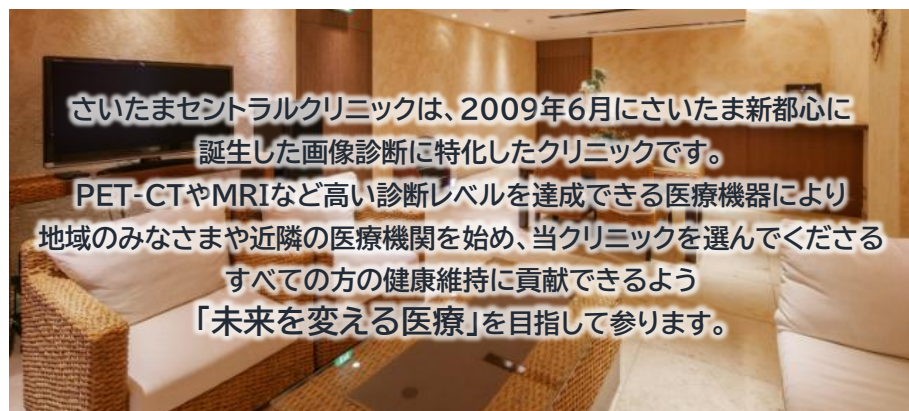 さいたまセントラルクリニックは、2009年6月にさいたま新都心に
誕生した画像診断に特化したクリニックです。
PET-CTやMRIなど高い診断レベルを達成できる医療機器により
地域のみなさまや近隣の医療機関を始め、当クリニックを選んでくださる
すべての方の健康維持に貢献できるよう
「未来を変える医療」を目指して参ります。